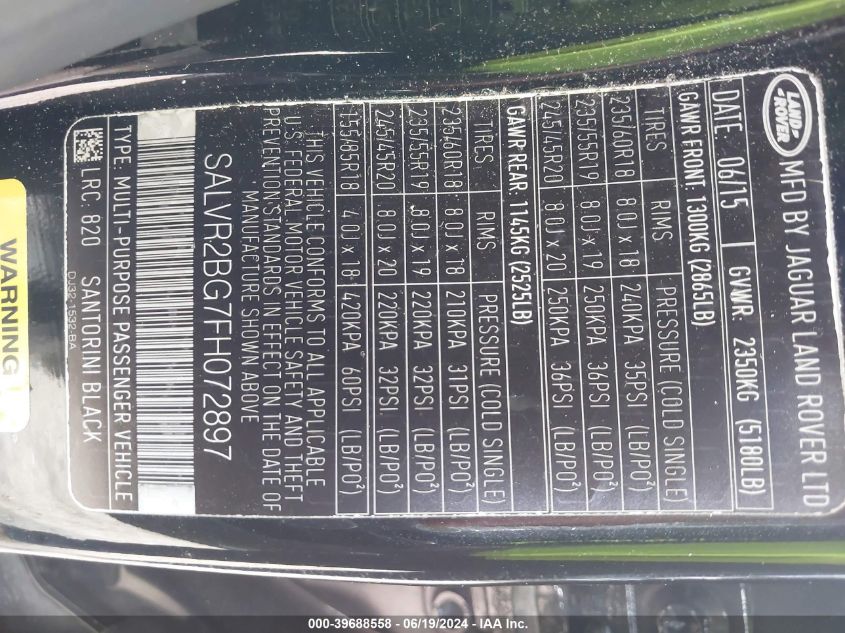 LAND
ROVER
MFD BY JAGUAR LAND ROVER LTD
DATE: 06/15 GVWR: 2350KG (5180LB)
GAWR FRONT: 1300KG (2865LB)
TIRES RIMS PRESSURE (COLD SINGLE)
235/60R18 8.0J x 18 240KPA 35PSI (LB/PO²)
235/55R19 8.0J x 19 250KPA 36PSI (LB/PO²)
245/45R20 8.0J x 20 250KPA 36PSI (LB/PO²)
GAWR REAR: 1145KG (2525LB)
TIRES RIMS PRESSURE (COLD SINGLE)
235/60R18 8.0J x 18 210KPA 31PSI (LB/PO²)
235/55R19 8.0J x 19 220KPA 32PSI (LB/PO²)
245/45R20 8.0J x 20 220KPA 32PSI (LB/PO²)
155/85R18 4.0J x 18 420KPA 60PSI (LB/PO²)
THIS VEHICLE CONFORMS TO ALL APPLICABLE
U.S. FEDERAL MOTOR VEHICLE SAFETY AND THEFT
PREVENTION STANDARDS IN EFFECT ON THE DATE OF
MANUFACTURE SHOWN ABOVE
SALVR2BG7FH072897
TYPE: MULTI-PURPOSE PASSENGER VEHICLE
LRC: 820 SANTORINI BLACK
DJ32-1532-BA
WARNING
000-39688558 - 06/19/2024 - IAA Inc.